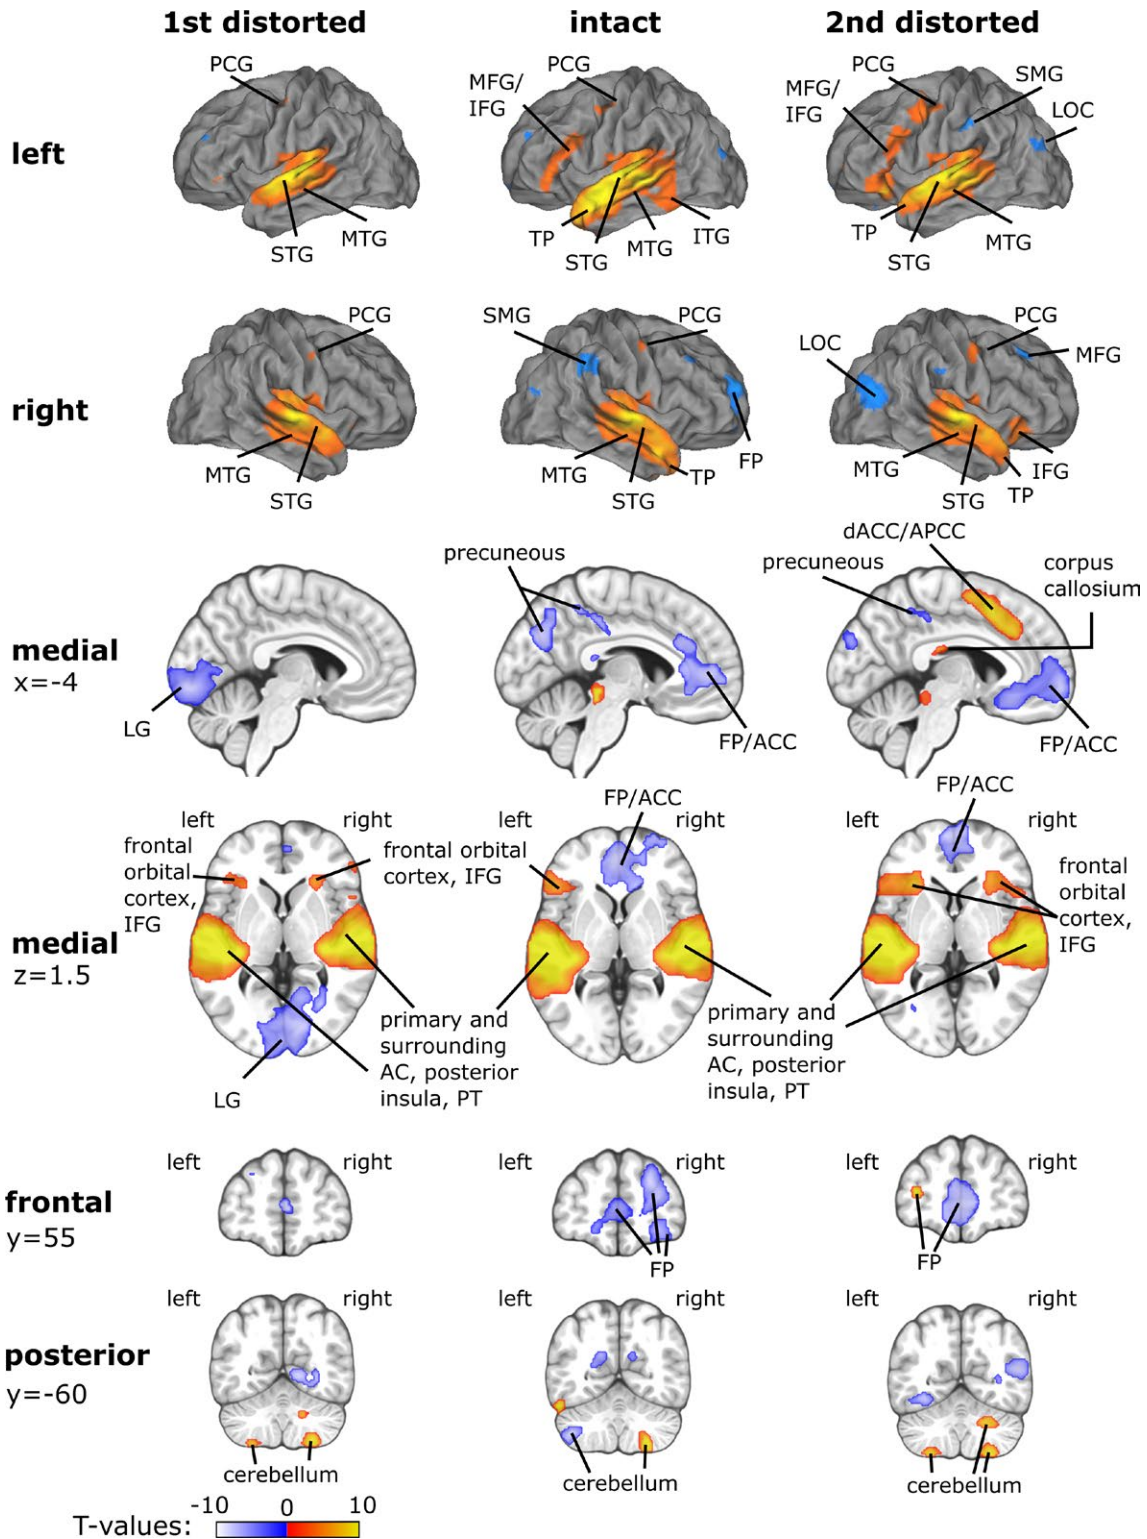 1st distorted
intact
2nd distorted
left
PCG
STG
MTG
MFG/
IFG
PCG
TP
STG
MTG
ITG
MFG/
IFG
PCG
SMG
LOC
TP
STG
MTG
right
PCG
MTG
STG
SMG
PCG
MTG
STG
TP
FP
LOC
PCG
MFG
MTG
STG
TP
IFG
medial
x=-4
LG
precuneous
FP/ACC
dACC/APCC
precuneous
corpus
callosium
FP/ACC
medial
z=1.5
left
right
frontal
orbital
cortex,
IFG
frontal orbital
cortex, IFG
LG
primary and
surrounding
AC, posterior
insula, PT
left
FP/ACC
right
primary and
surrounding
AC, posterior
insula, PT
left
FP/ACC
right
frontal
orbital
cortex,
IFG
frontal
y=55
left
right
left
right
FP
left
right
FP
posterior
y=-60
left
right
cerebellum
left
right
cerebellum
left
right
cerebellum
T-values:
-10
0
10